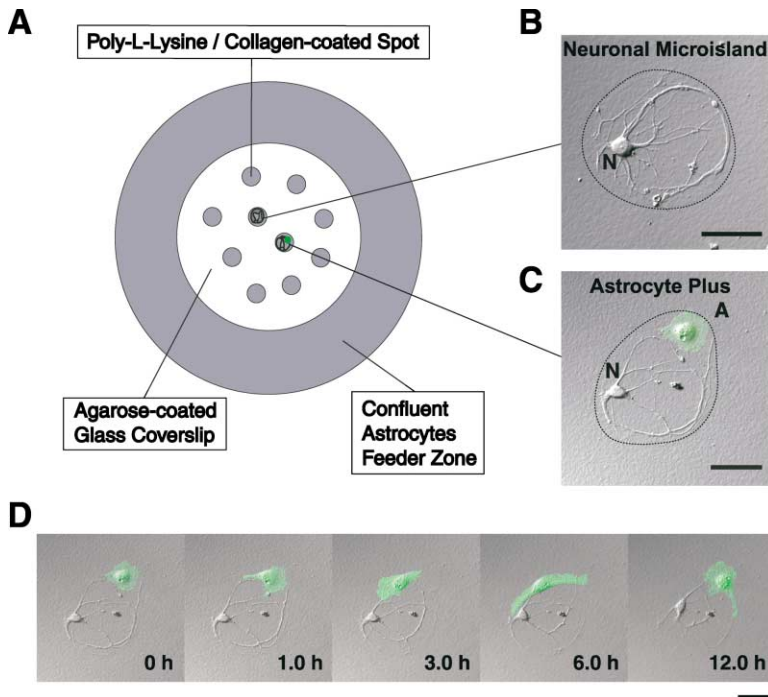 A
Poly-L-Lysine / Collagen-coated Spot
Agarose-coated
Glass Coverslip
Confluent
Astrocytes
Feeder Zone
B
Neuronal Microisland
N
C
Astrocyte Plus
A
N
D
0 h
1.0 h
3.0 h
6.0 h
12.0 h